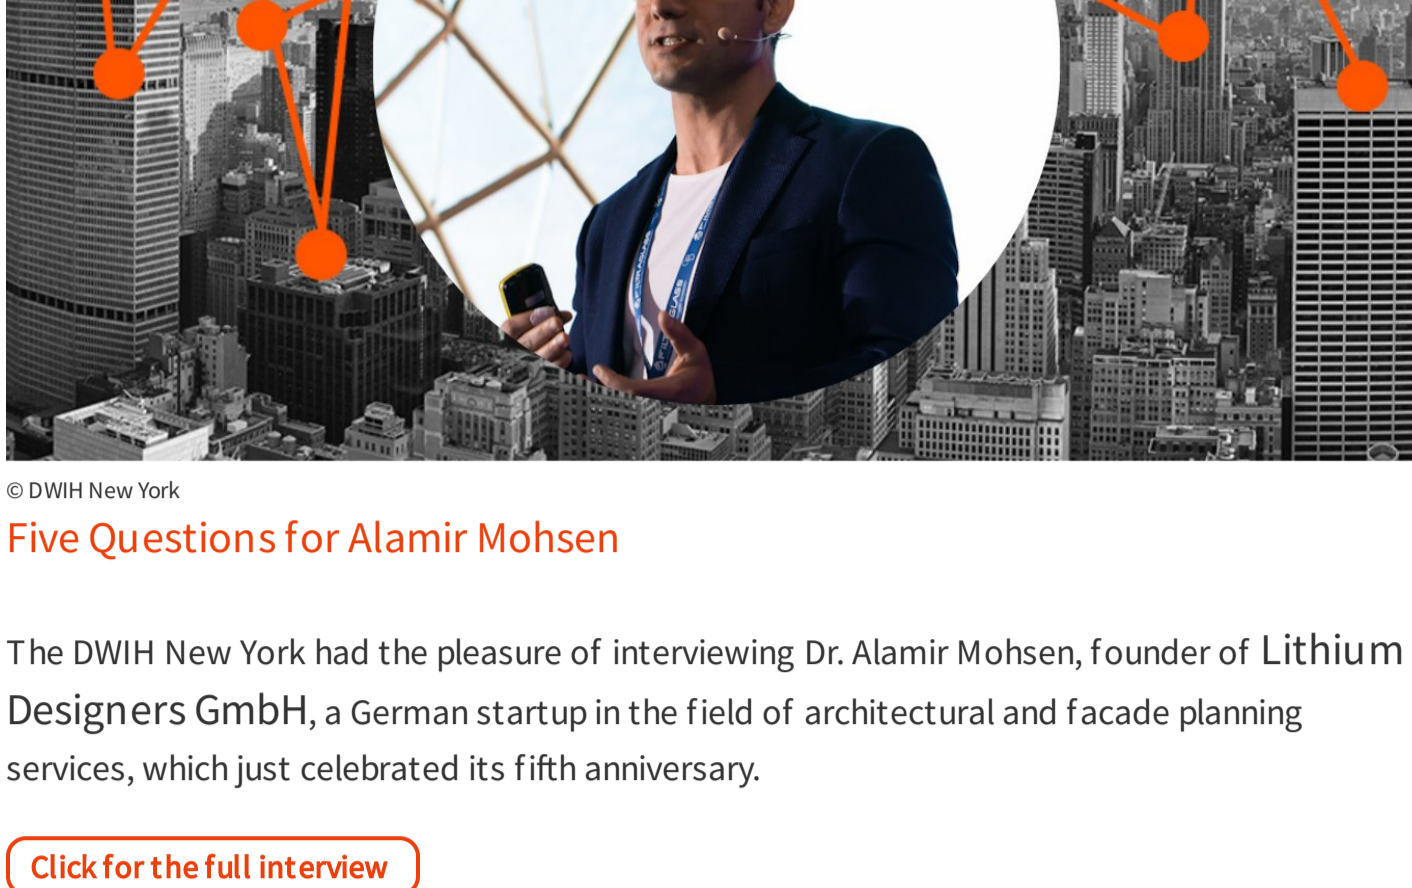 GLASS
© DWIH New York
Five Questions for Alamir Mohsen
The DWIH New York had the pleasure of interviewing Dr. Alamir Mohsen, founder of Lithium
Designers GmbH, a German startup in the field of architectural and facade planning
services, which just celebrated its fifth anniversary.
Click for the full interview